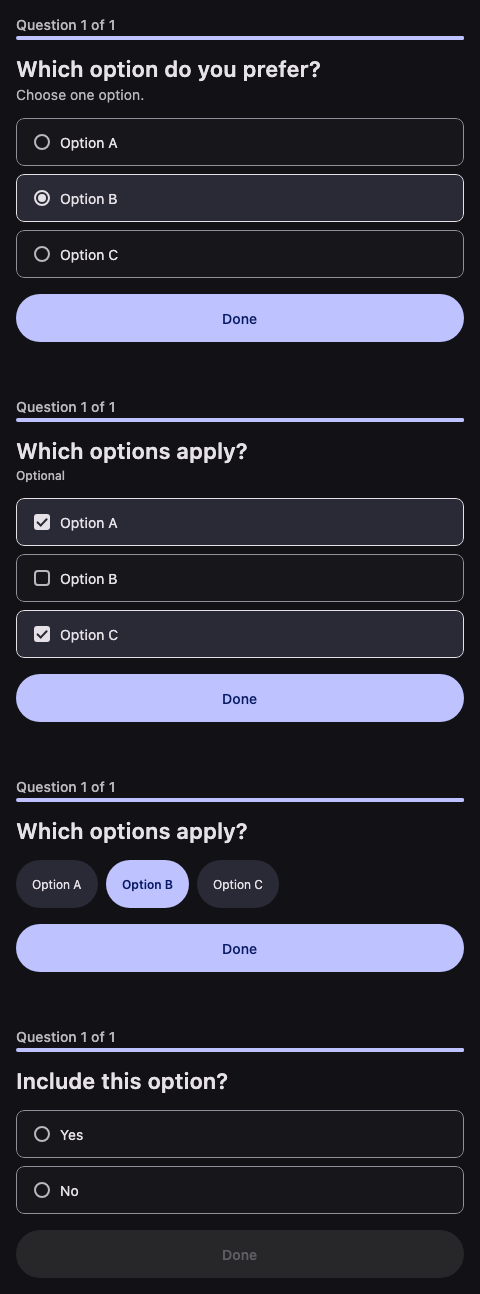 Question 1 of 1
Which option do you prefer?
Choose one option.
Option A
Option B
Option C
Done
Question 1 of 1
Which options apply?
Optional
Option A
Option B
Option C
Done
Question 1 of 1
Which options apply?
Option A Option B Option C
Done
Question 1 of 1
Include this option?
Yes
No
Done